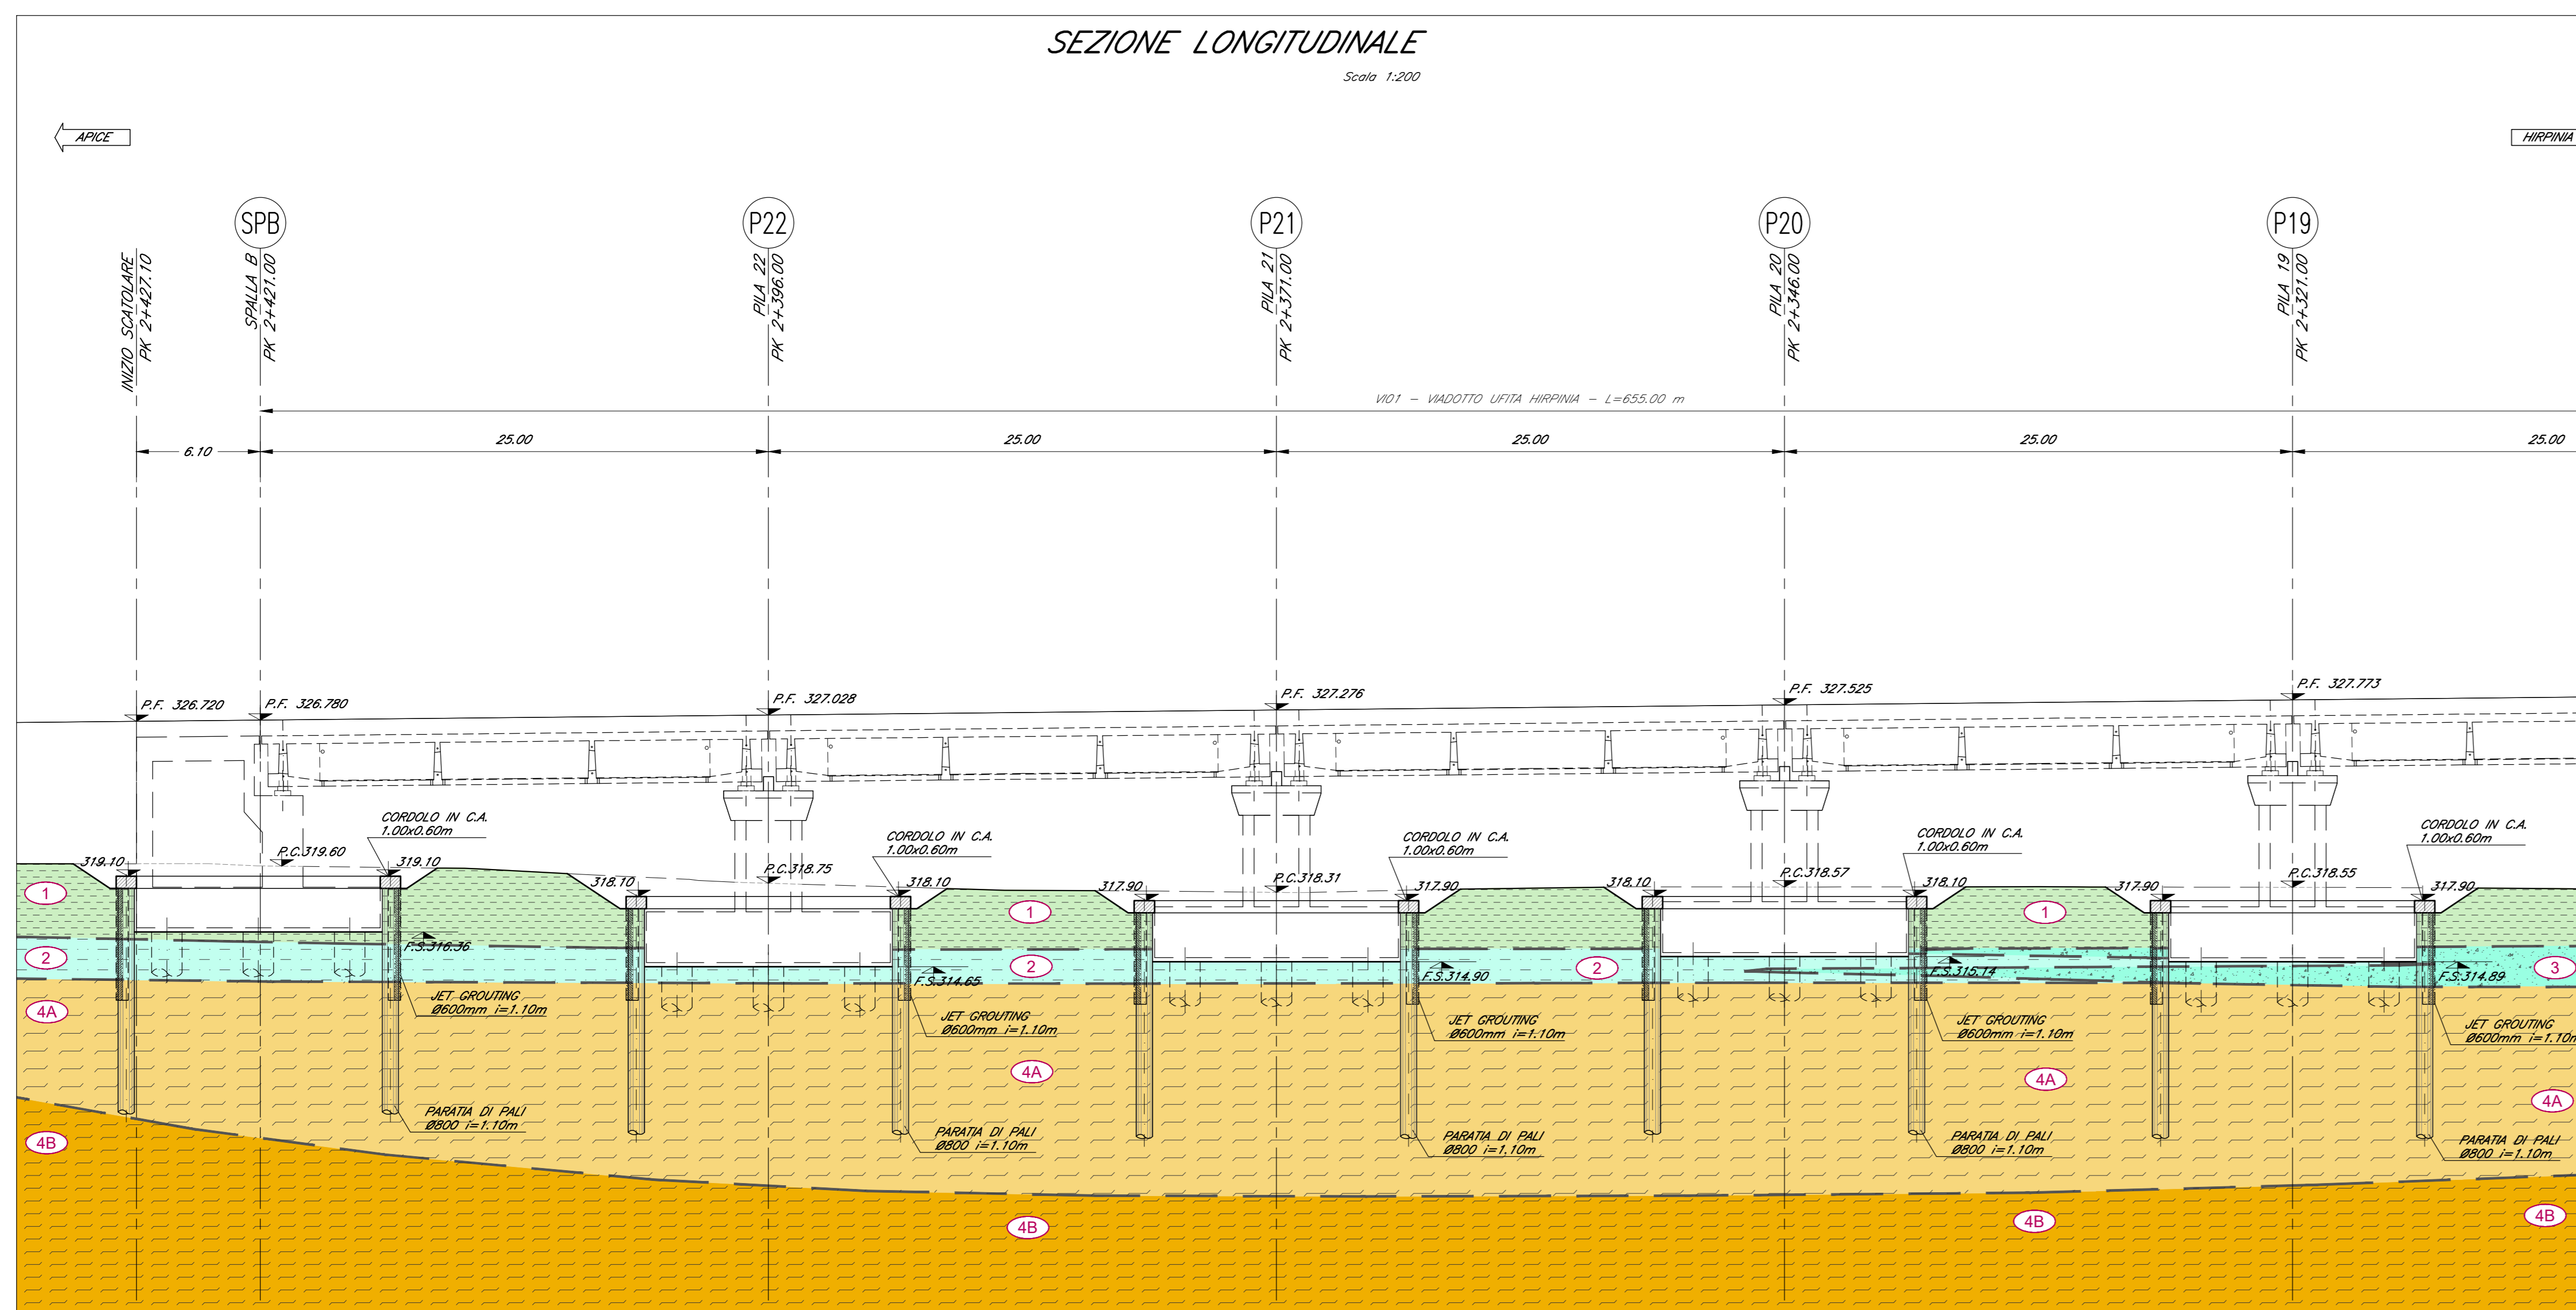 SEZIONE LONGITUDINALE
Scala 1:200
APICE
HIRPINIA
SPB
P22
P21
P20
P19
INIZIO SCATOLARE
PK 2+427.10
SPALLA B
PK 2+421.00
PILA 22
PK 2+396.00
PILA 21
PK 2+371.00
PILA 20
PK 2+346.00
PILA 19
PK 2+321.00
VI01 - VIADOTTO UFITA HIRPINIA - L=655.00 m
6.10
25.00
25.00
25.00
25.00
25.00
P.F. 326.720
P.F. 326.780
P.F. 327.028
P.F. 327.276
P.F. 327.525
P.F. 327.773
CORDOLO IN C.A.
1.00x0.60m
CORDOLO IN C.A.
1.00x0.60m
CORDOLO IN C.A.
1.00x0.60m
CORDOLO IN C.A.
1.00x0.60m
CORDOLO IN C.A.
1.00x0.60m
319.10
P.C.319.60
319.10
318.10
P.C.318.75
318.10
317.90
P.C.318.31
317.90
318.10
P.C.318.57
318.10
317.90
P.C.318.55
317.90
1
1
1
F.S.316.36
F.S.314.65
F.S.314.90
F.S.315.14
F.S.314.89
2
2
2
3
JET GROUTING
Ø600mm i=1.10m
JET GROUTING
Ø600mm i=1.10m
JET GROUTING
Ø600mm i=1.10m
JET GROUTING
Ø600mm i=1.10m
JET GROUTING
Ø600mm i=1.10m
4A
4A
4A
4A
PARATIA DI PALI
Ø800 i=1.10m
PARATIA DI PALI
Ø800 i=1.10m
PARATIA DI PALI
Ø800 i=1.10m
PARATIA DI PALI
Ø800 i=1.10m
PARATIA DI PALI
Ø800 i=1.10m
4B
4B
4B
4B